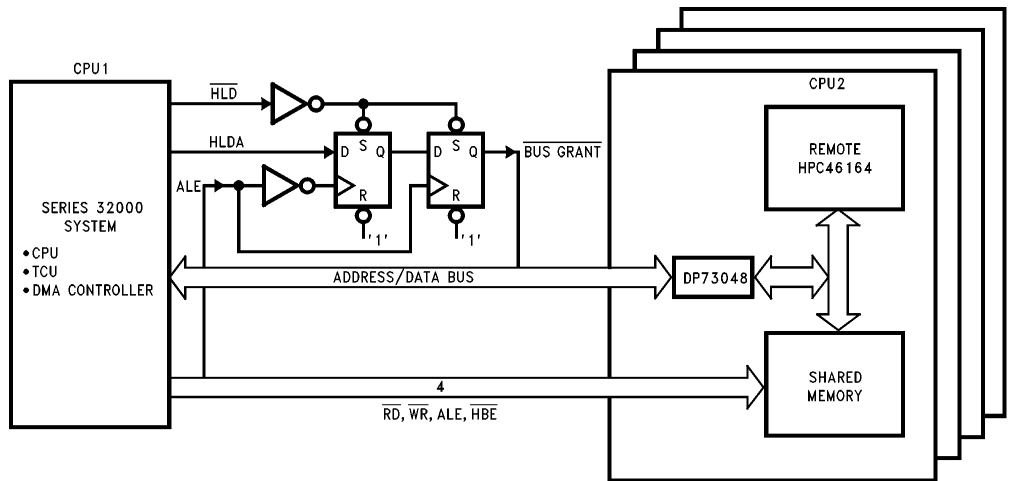 CPU1
SERIES 32000
SYSTEM
•CPU
•TCU
•DMA CONTROLLER
HLD
HLDA
ALE
D S Q
R
'1'
D S Q
R
'1'
BUS GRANT
ADDRESS/DATA BUS
4
RD, WR, ALE, HBE
CPU2
REMOTE
HPC46164
DP73048
SHARED
MEMORY